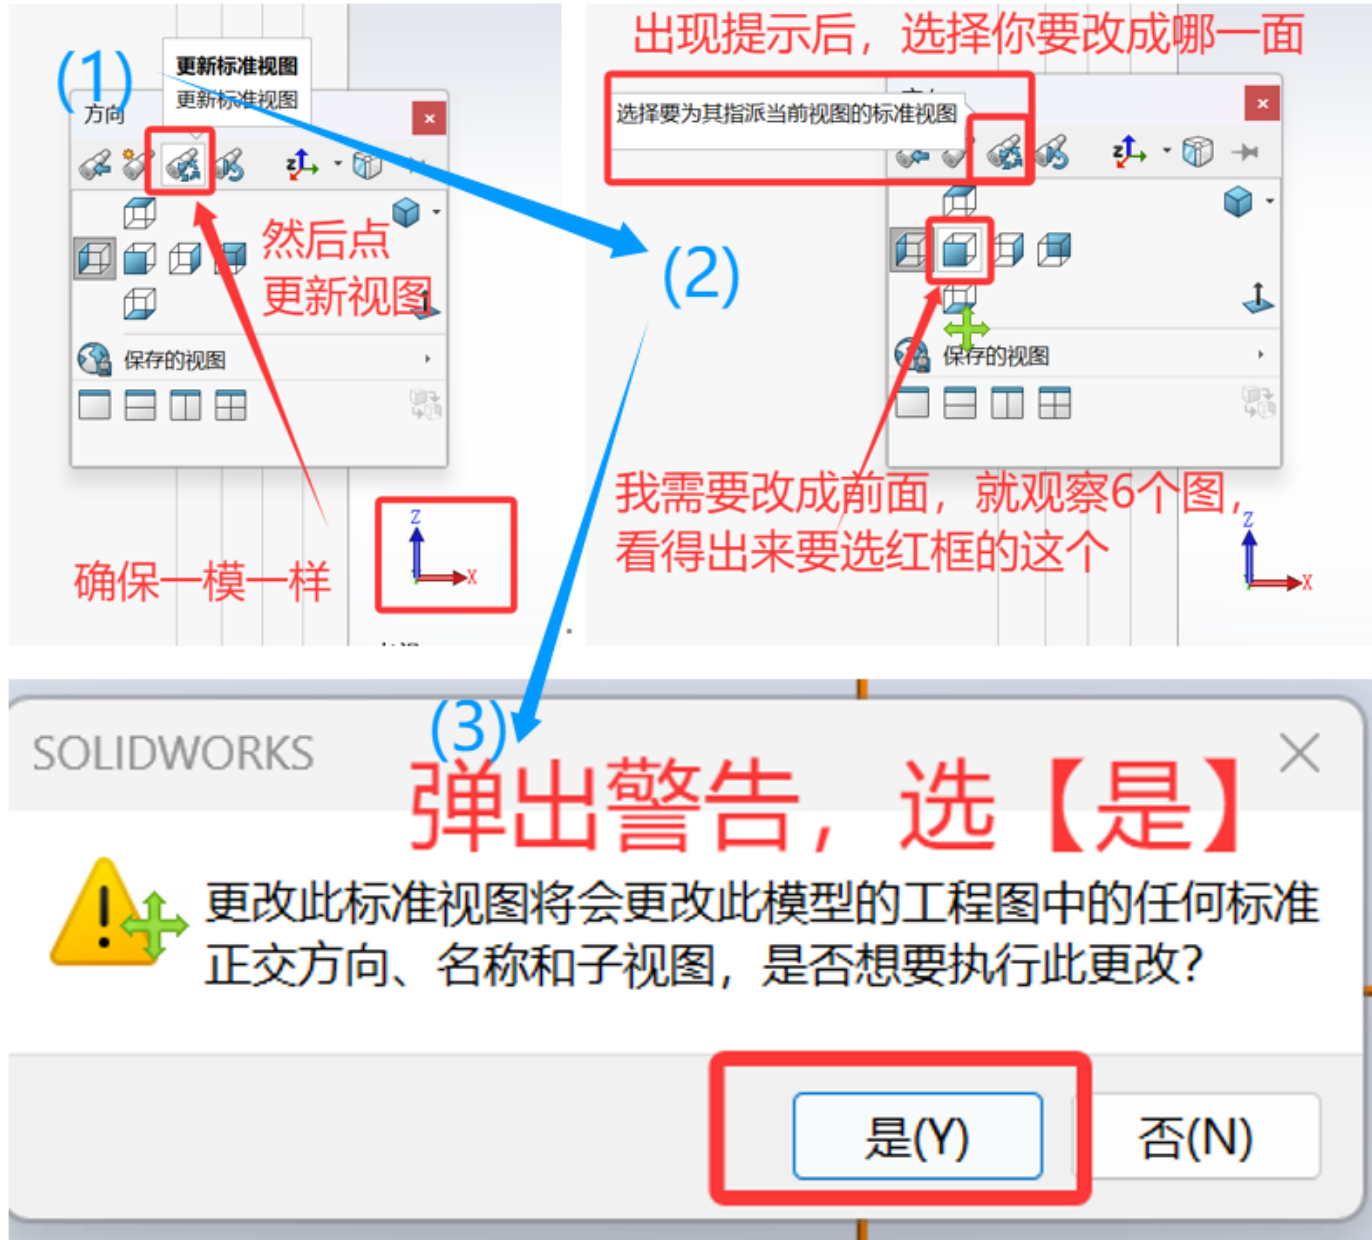 (1)
更新标准视图
更新标准视图
方向
然后点
更新视图
保存的视图
确保一模一样
Z
X
出现提示后，选择你要改成哪一面
选择要为其指派当前视图的标准视图
(2)
保存的视图
我需要改成前面，就观察6个图，
看得出来要选红框的这个
Z
X
(3)
SOLIDWORKS
弹出警告，选【是】
更改此标准视图将会更改此模型的工程图中的任何标准
正交方向、名称和子视图，是否想要执行此更改？
是(Y)
否(N)